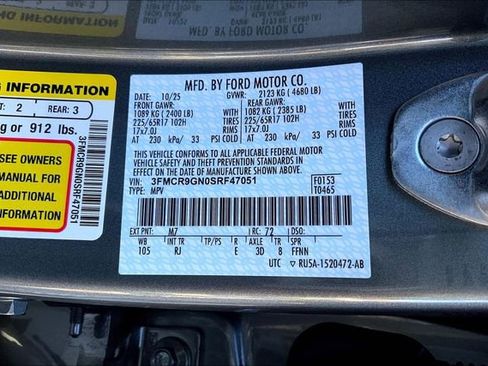 MFD. BY FORD MOTOR CO.
DATE: 10/25 GVWR: 2123 KG ( 4680 LB)
FRONT GAWR: REAR GAWR:
1089 KG ( 2400 LB) 1082 KG ( 2385 LB) WITH
225/65R17 102H TIRES 225/65R17 102H TIRES
17x7.0J RIMS 17x7.0J RIMS
AT 230 kPa/ 33 PSI COLD AT 230 kPa/ 33 PSI COLD
THIS VEHICLE CONFORMS TO ALL APPLICABLE FEDERAL MOTOR
VEHICLE SAFETY AND THEFT PREVENTION STANDARDS IN EFFECT
ON THE DATE OF MANUFACTURE SHOWN ABOVE.
VIN: 3FMCR9GN0SRF47051 F0153
TYPE: MPV T0465
EXT PNT: M7 RC: 72 DSO:
WB INT TR TP/PS R AXLE TR SPR
105 RJ E 3D 8 FFNN
UTC ▽ RU5A-1520472-AB
G INFORMATION
NT 2 REAR: 3
g or 912 lbs.
SEE OWNERS
MANUAL FOR
ADDITIONAL
INFORMATION
3FMCR9GN0SRF47051